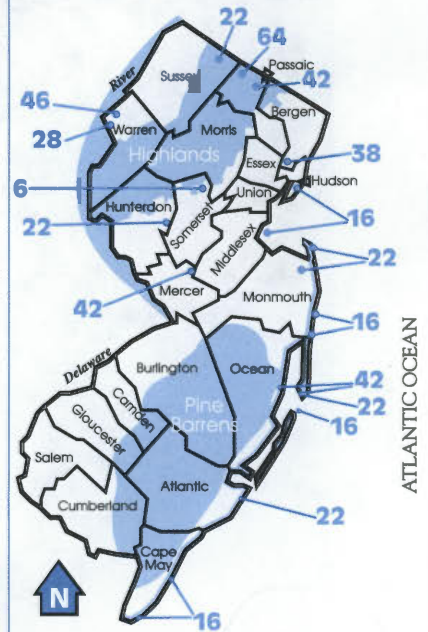 22
64
Passaic
42
Sussex
River
46
Bergen
28
Warren
Morris
Highlands
38
Essex
6
Hudson
Union
Hunterdon
Somerset
16
22
Middlesex
22
Mercer
42
Monmouth
16
Delaware
Burlington
Ocean
42
22
Camden
Pine
Barrens
16
Gloucester
ATLANTIC OCEAN
Salem
Atlantic
Cumberland
22
Cape
May
N
16